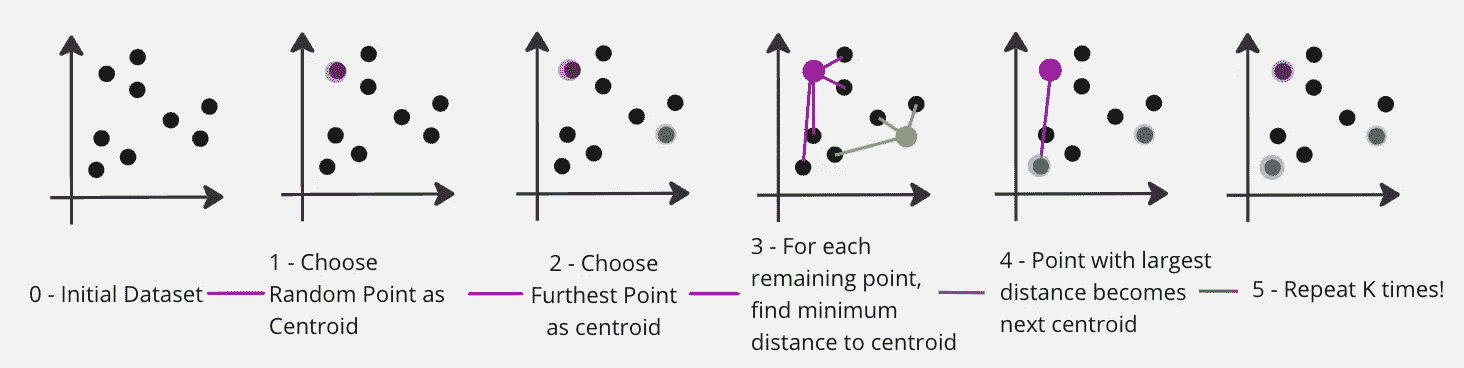 0 - Initial Dataset
1 - Choose
Random Point as
Centroid
2 - Choose
Furthest Point
as centroid
3 - For each
remaining point,
find minimum
distance to centroid
4 - Point with largest
distance becomes
next centroid
5 - Repeat K times!